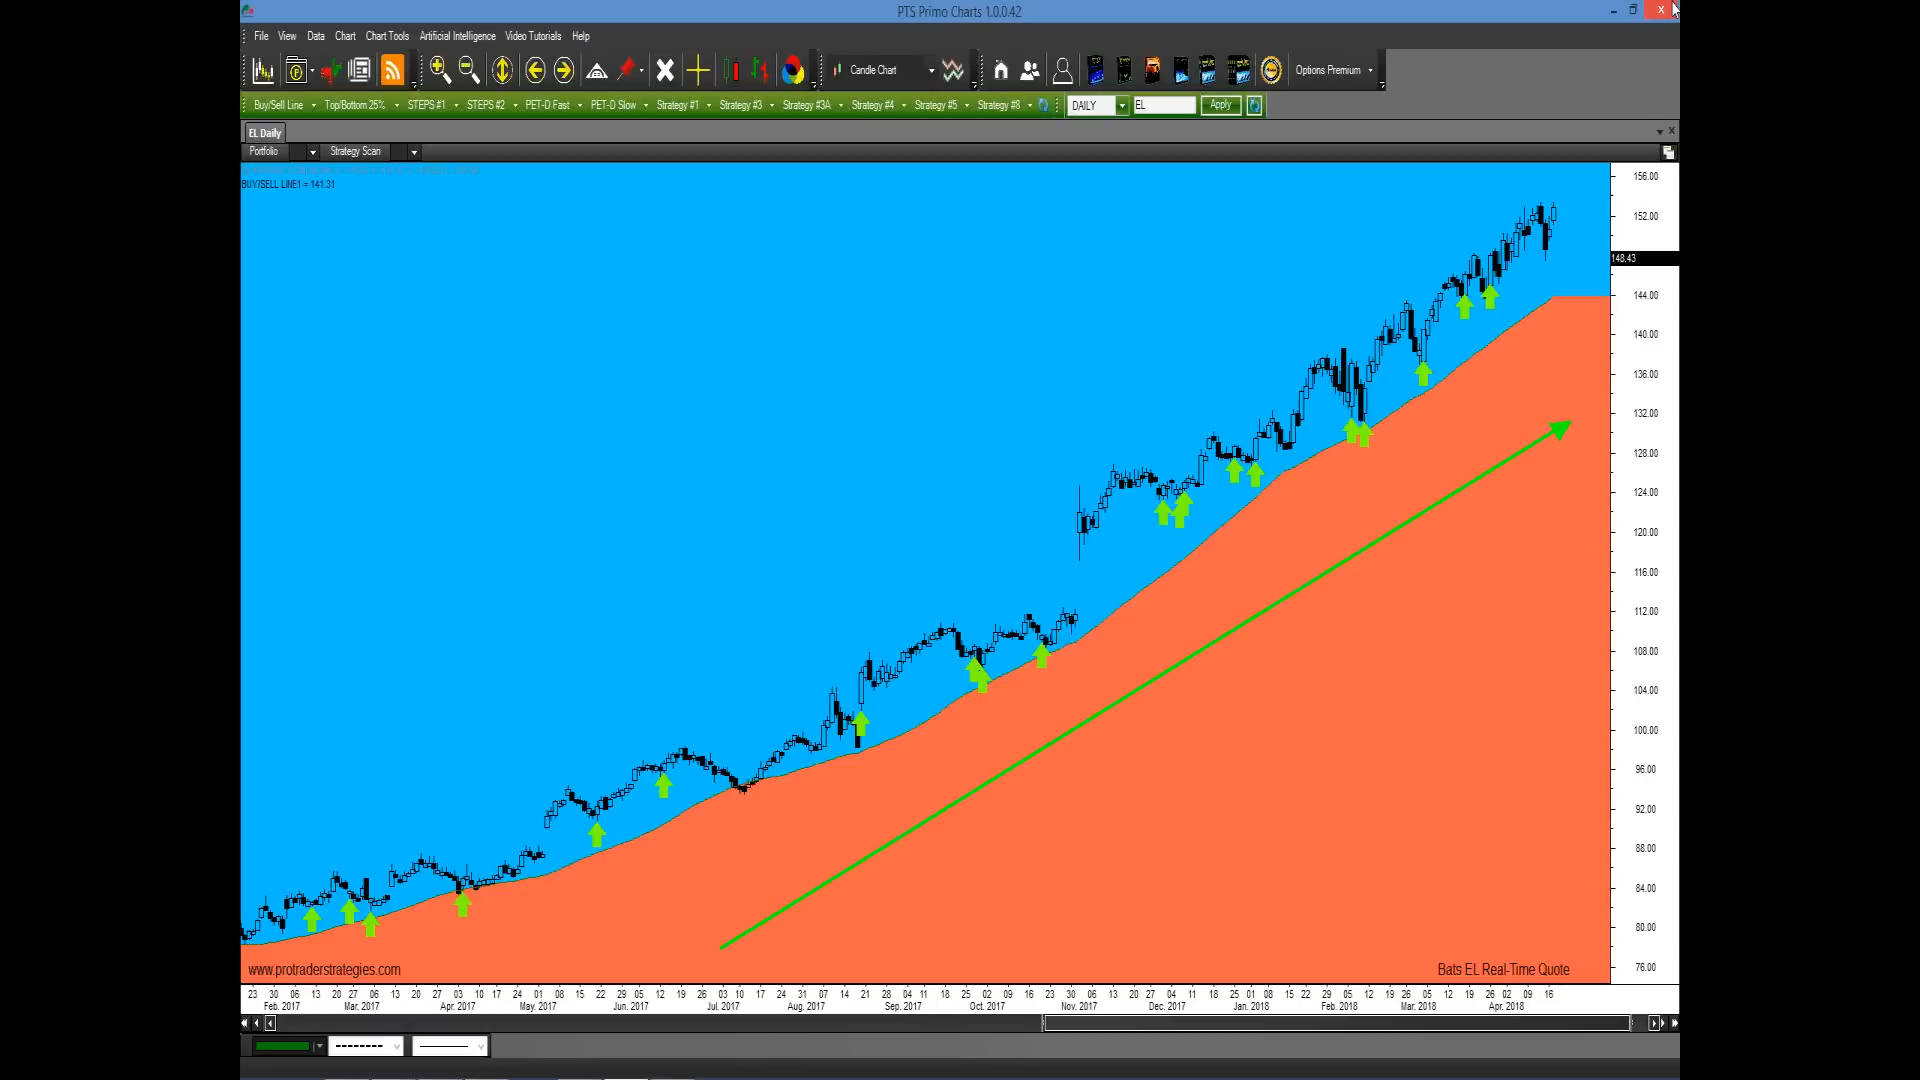 PTS Primo Charts 1.0.0.42
File View Data Chart Chart Tools Artificial Intelligence Video Tutorials Help
Candle Chart Options Premium
Buy/Sell Line Top/Bottom 25% STEPS #1 STEPS #2 PET-D Fast PET-D Slow Strategy #1 Strategy #3 Strategy #3A Strategy #4 Strategy #5 Strategy #8 DAILY EL Apply
EL Daily
Portfolio Strategy Scan
BUY/SELL LINE1 = 141.31
156.00
152.00
148.43
144.00
140.00
136.00
132.00
128.00
124.00
120.00
116.00
112.00
108.00
104.00
100.00
96.00
92.00
88.00
84.00
80.00
76.00
www.protraderstrategies.com Bats EL Real-Time Quote
23 30 06 13 20 27 06 13 20 27 03 10 17 24 01 08 15 22 29 05 12 19 26 03 10 17 24 31 07 14 21 28 04 11 18 25 02 09 16 23 30 06 13 20 27 04 11 18 25 01 08 15 22 29 05 12 19 26 05 12 19 26 02 09 16
Feb. 2017 Mar. 2017 Apr. 2017 May. 2017 Jun. 2017 Jul. 2017 Aug. 2017 Sep. 2017 Oct. 2017 Nov. 2017 Dec. 2017 Jan. 2018 Feb. 2018 Mar. 2018 Apr. 2018